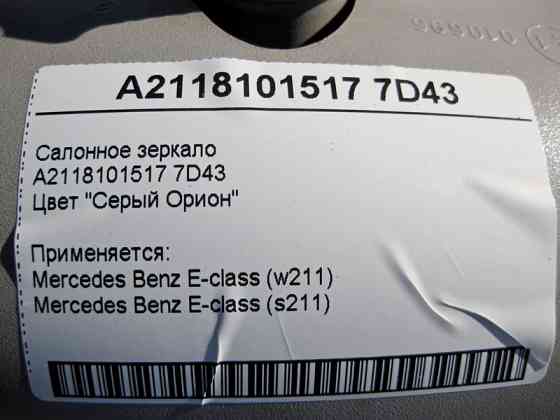 A2118101517 7D43
Салонное зеркало
A2118101517 7D43
Цвет "Серый Орион"
Применяется:
Mercedes Benz E-class (w211)
Mercedes Benz E-class (s211)